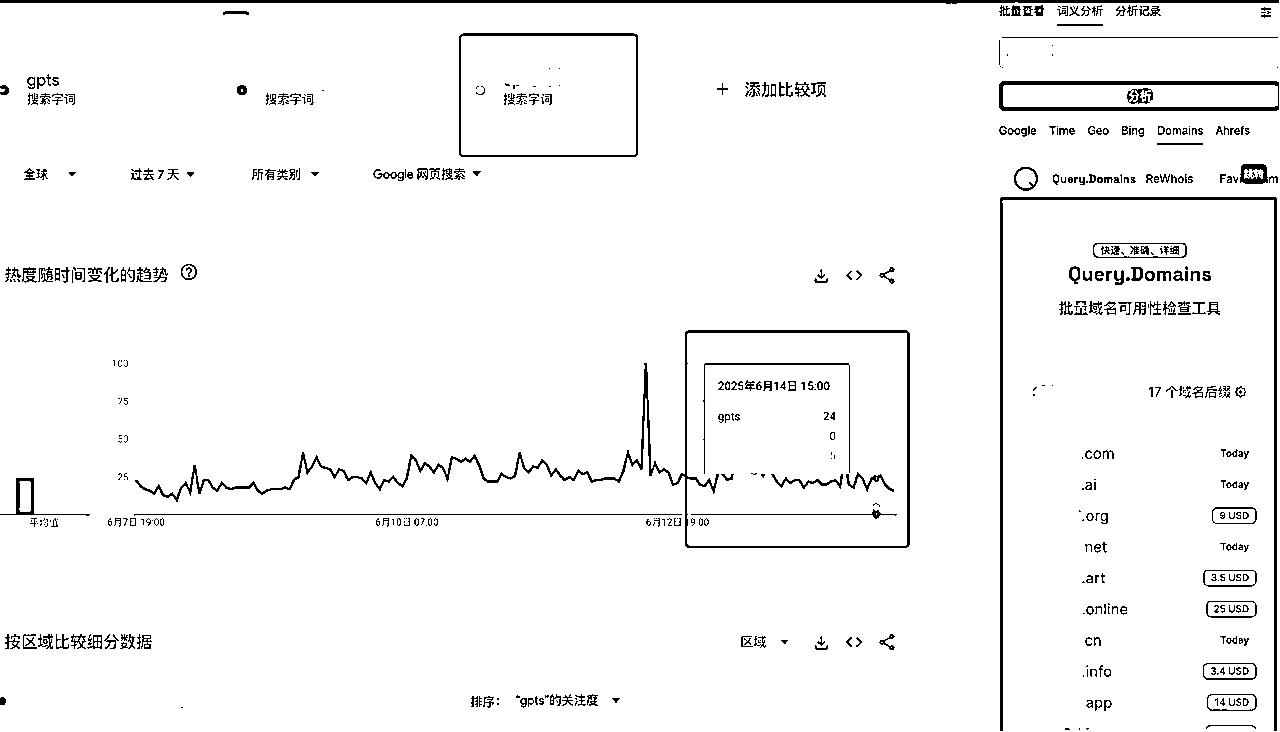 批量查看 词义分析 分析记录
gpts
搜索字词
搜索字词
搜索字词
+ 添加比较项
分析
Google Time Geo Bing Domains Ahrefs
全球 过去 7 天 所有类别 Google 网页搜索
Query.Domains ReWhois
跳转
快速、准确、详细
Query.Domains
批量域名可用性检查工具
热度随时间变化的趋势
100
75
50
25
平均值
6月7日 19:00
6月10日 07:00
6月12日 19:00
2025年6月14日 15:00
gpts 24
0
5
17 个域名后缀
.com Today
.ai Today
.org 9 USD
net Today
.art 3.5 USD
.online 25 USD
cn Today
.info 3.4 USD
app 14 USD
按区域比较细分数据
区域
排序： “gpts”的关注度